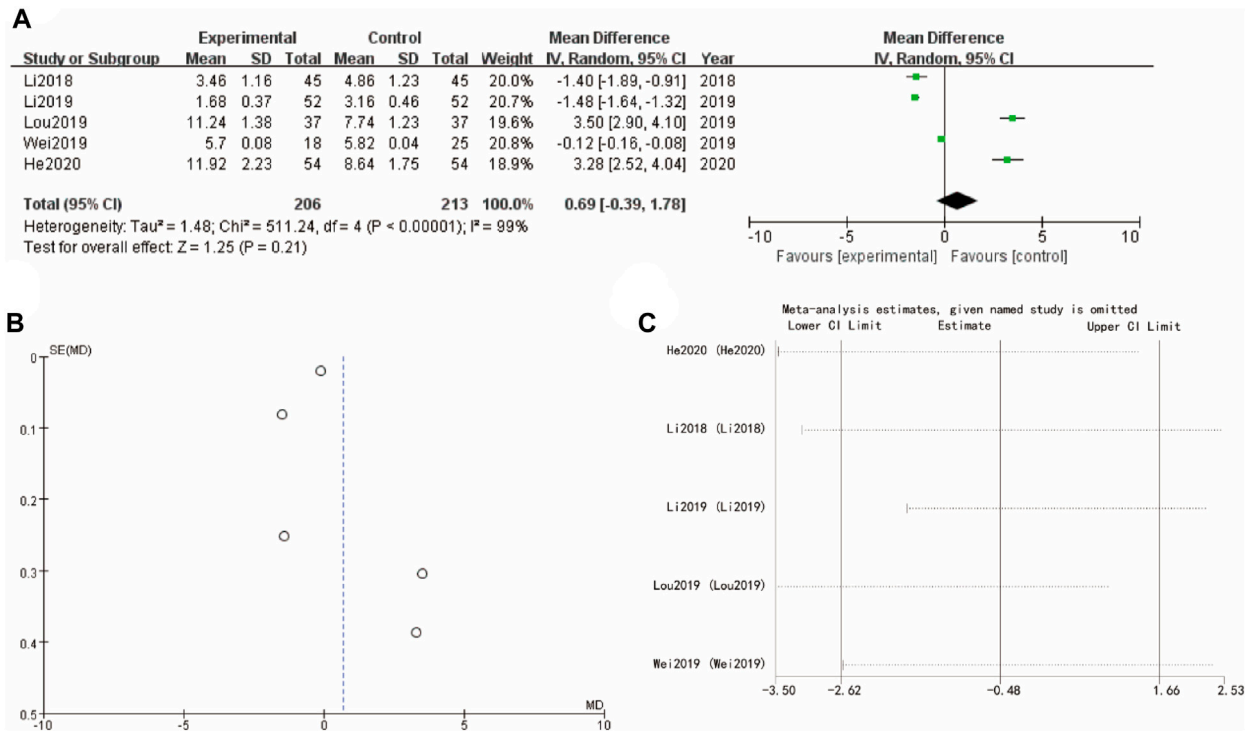 A
Experimental Control Mean Difference Mean Difference
Study or Subgroup Mean SD Total Mean SD Total Weight IV, Random, 95% CI Year IV, Random, 95% CI
Li2018 3.46 1.16 45 4.86 1.23 45 20.0% -1.40 [-1.89, -0.91] 2018
Li2019 1.68 0.37 52 3.16 0.46 52 20.7% -1.48 [-1.64, -1.32] 2019
Lou2019 11.24 1.38 37 7.74 1.23 37 19.6% 3.50 [2.90, 4.10] 2019
Wei2019 5.7 0.08 18 5.82 0.04 25 20.8% -0.12 [-0.16, -0.08] 2019
He2020 11.92 2.23 54 8.64 1.75 54 18.9% 3.28 [2.52, 4.04] 2020
Total (95% CI) 206 213 100.0% 0.69 [-0.39, 1.78]
Heterogeneity: Tau² = 1.48; Chi² = 511.24, df = 4 (P < 0.00001); I² = 99%
Test for overall effect: Z = 1.25 (P = 0.21)
-10 -5 0 5 10
Favours [experimental] Favours [control]
B
SE(MD)
0
0.1
0.2
0.3
0.4
0.5
MD
-10 -5 0 5 10
C
Meta-analysis estimates, given named study is omitted
Lower CI Limit Estimate Upper CI Limit
He2020 (He2020)
Li2018 (Li2018)
Li2019 (Li2019)
Lou2019 (Lou2019)
Wei2019 (Wei2019)
-3.50 -2.62 -0.48 1.66 2.53